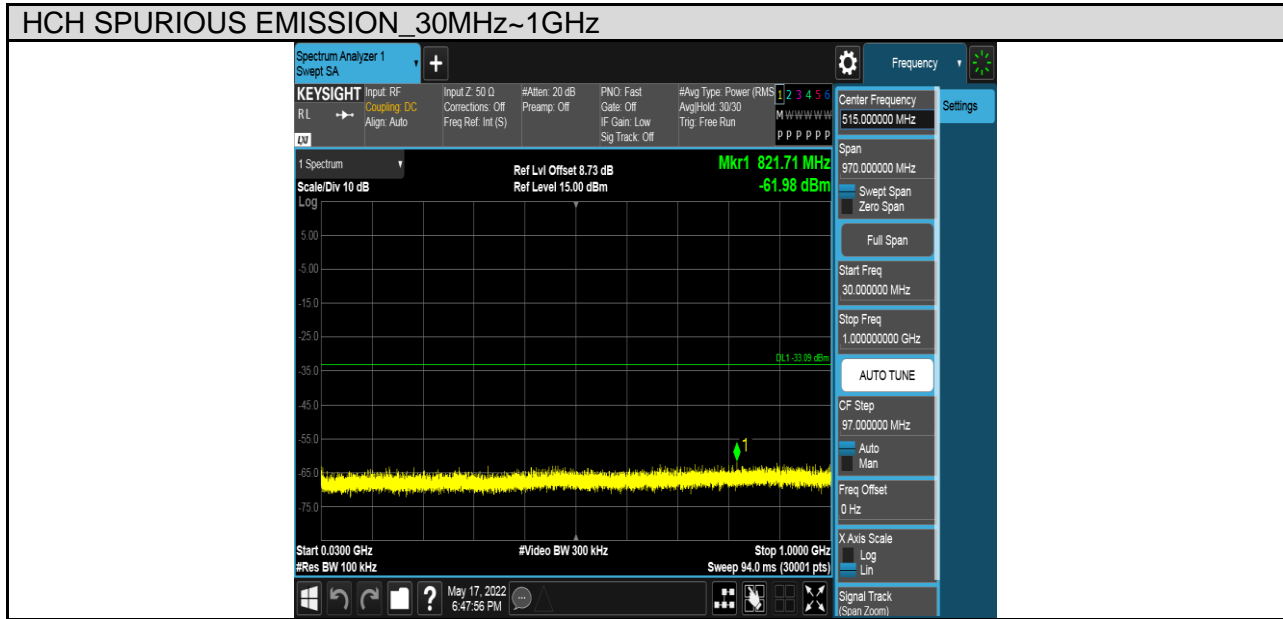 HCH SPURIOUS EMISSION_30MHz~1GHz
Spectrum Analyzer 1
Swept SA
+
Frequency
KEYSIGHT
RL
LXI
Input: RF
Coupling: DC
Align: Auto
Input Z: 50 Ω
Corrections: Off
Freq Ref: Int (S)
#Atten: 20 dB
Preamp: Off
PNO: Fast
Gate: Off
IF Gain: Low
Sig Track: Off
#Avg Type: Power (RMS
Avg|Hold: 30/30
Trig: Free Run
1 2 3 4 5 6
M W W W W W
P P P P P P
Center Frequency
515.000000 MHz
Settings
1 Spectrum
Scale/Div 10 dB
Ref Lvl Offset 8.73 dB
Ref Level 15.00 dBm
Mkr1 821.71 MHz
-61.98 dBm
Log
5.00
-5.00
-15.0
-25.0
DL1 -33.09 dBm
-35.0
-45.0
-55.0
1
-65.0
-75.0
Start 0.0300 GHz
#Res BW 100 kHz
#Video BW 300 kHz
Stop 1.0000 GHz
Sweep 94.0 ms (30001 pts)
Span
970.000000 MHz
Swept Span
Zero Span
Full Span
Start Freq
30.000000 MHz
Stop Freq
1.000000000 GHz
AUTO TUNE
CF Step
97.000000 MHz
Auto
Man
Freq Offset
0 Hz
X Axis Scale
Log
Lin
Signal Track
(Span Zoom)
?
May 17, 2022
6:47:56 PM